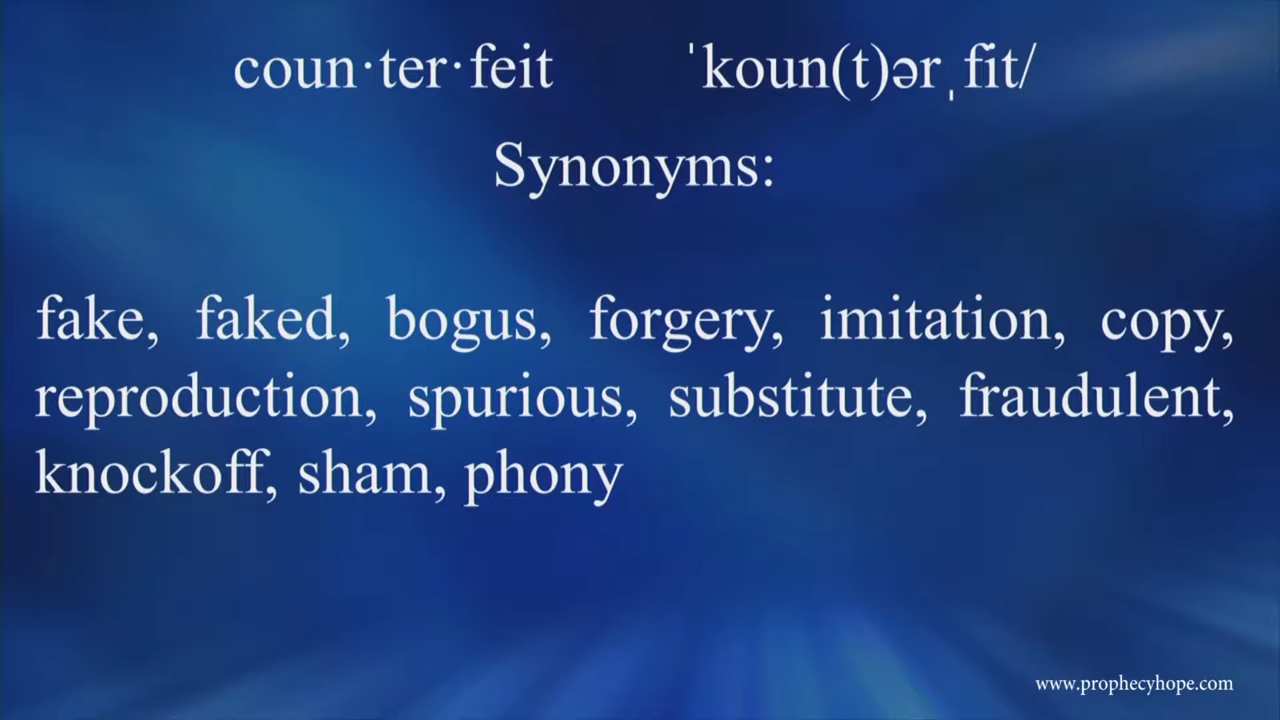 coun·ter·feit ˈkoun(t)ərˌfit/
Synonyms:
fake, faked, bogus, forgery, imitation, copy,
reproduction, spurious, substitute, fraudulent,
knockoff, sham, phony
www.prophecyhope.com